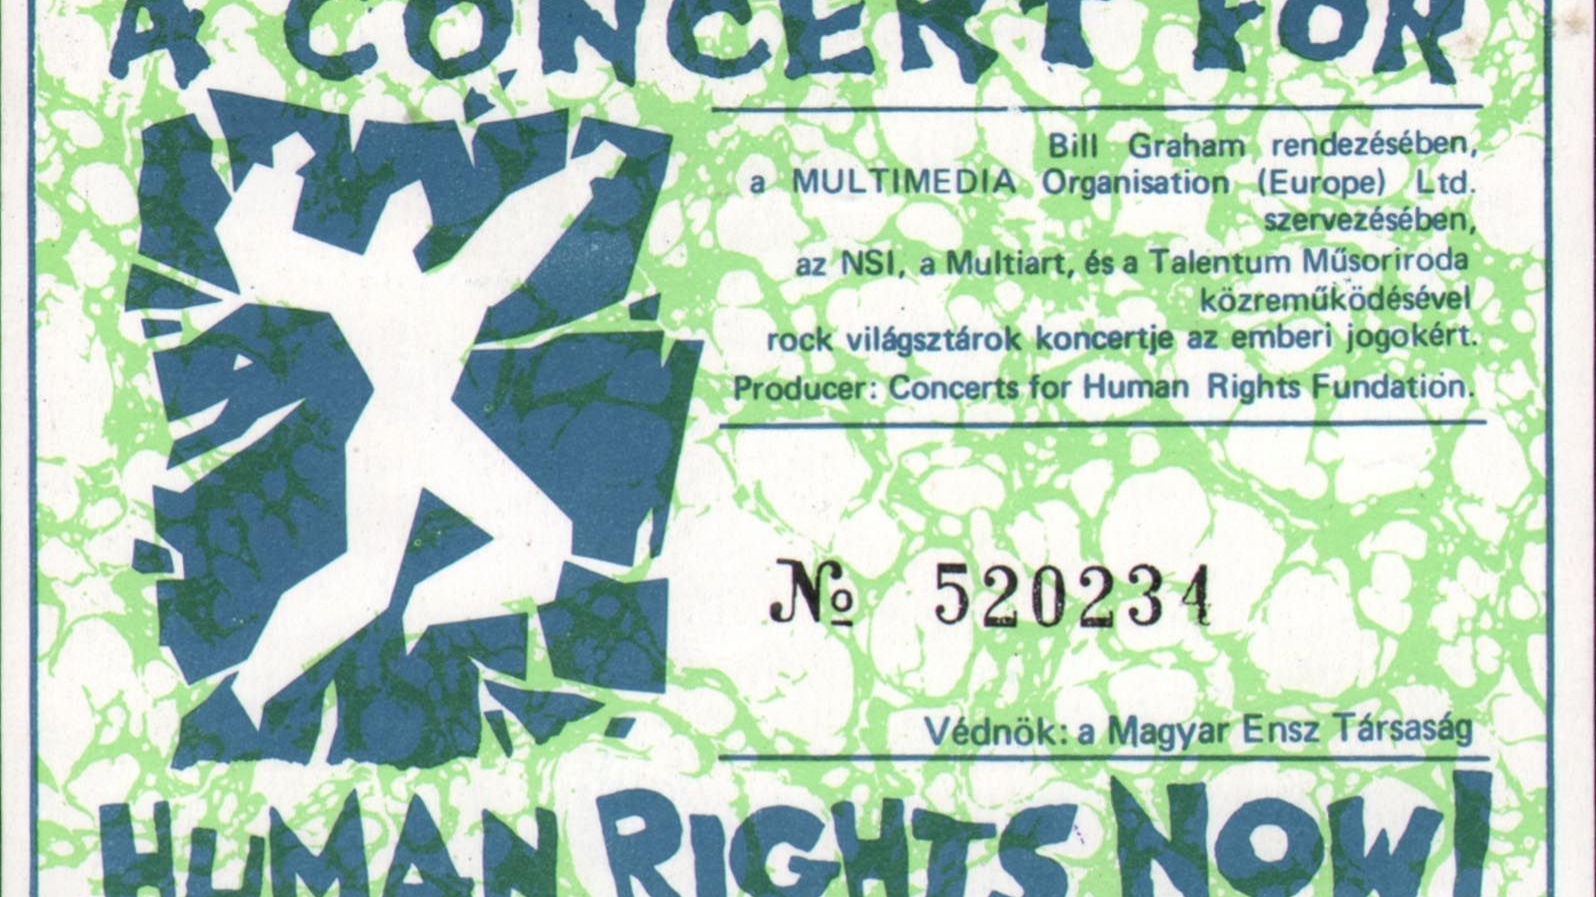 A CONCERT FOR
Bill Graham rendezésében,
a MULTIMEDIA Organisation (Europe) Ltd.
szervezésében,
az NSI, a Multiart, és a Talentum Műsoriroda
közreműködésével
rock világsztárok koncertje az emberi jogokért.
Producer: Concerts for Human Rights Fundation.
№ 520234
Védnök: a Magyar Ensz Társaság
HUMAN RIGHTS NOW!